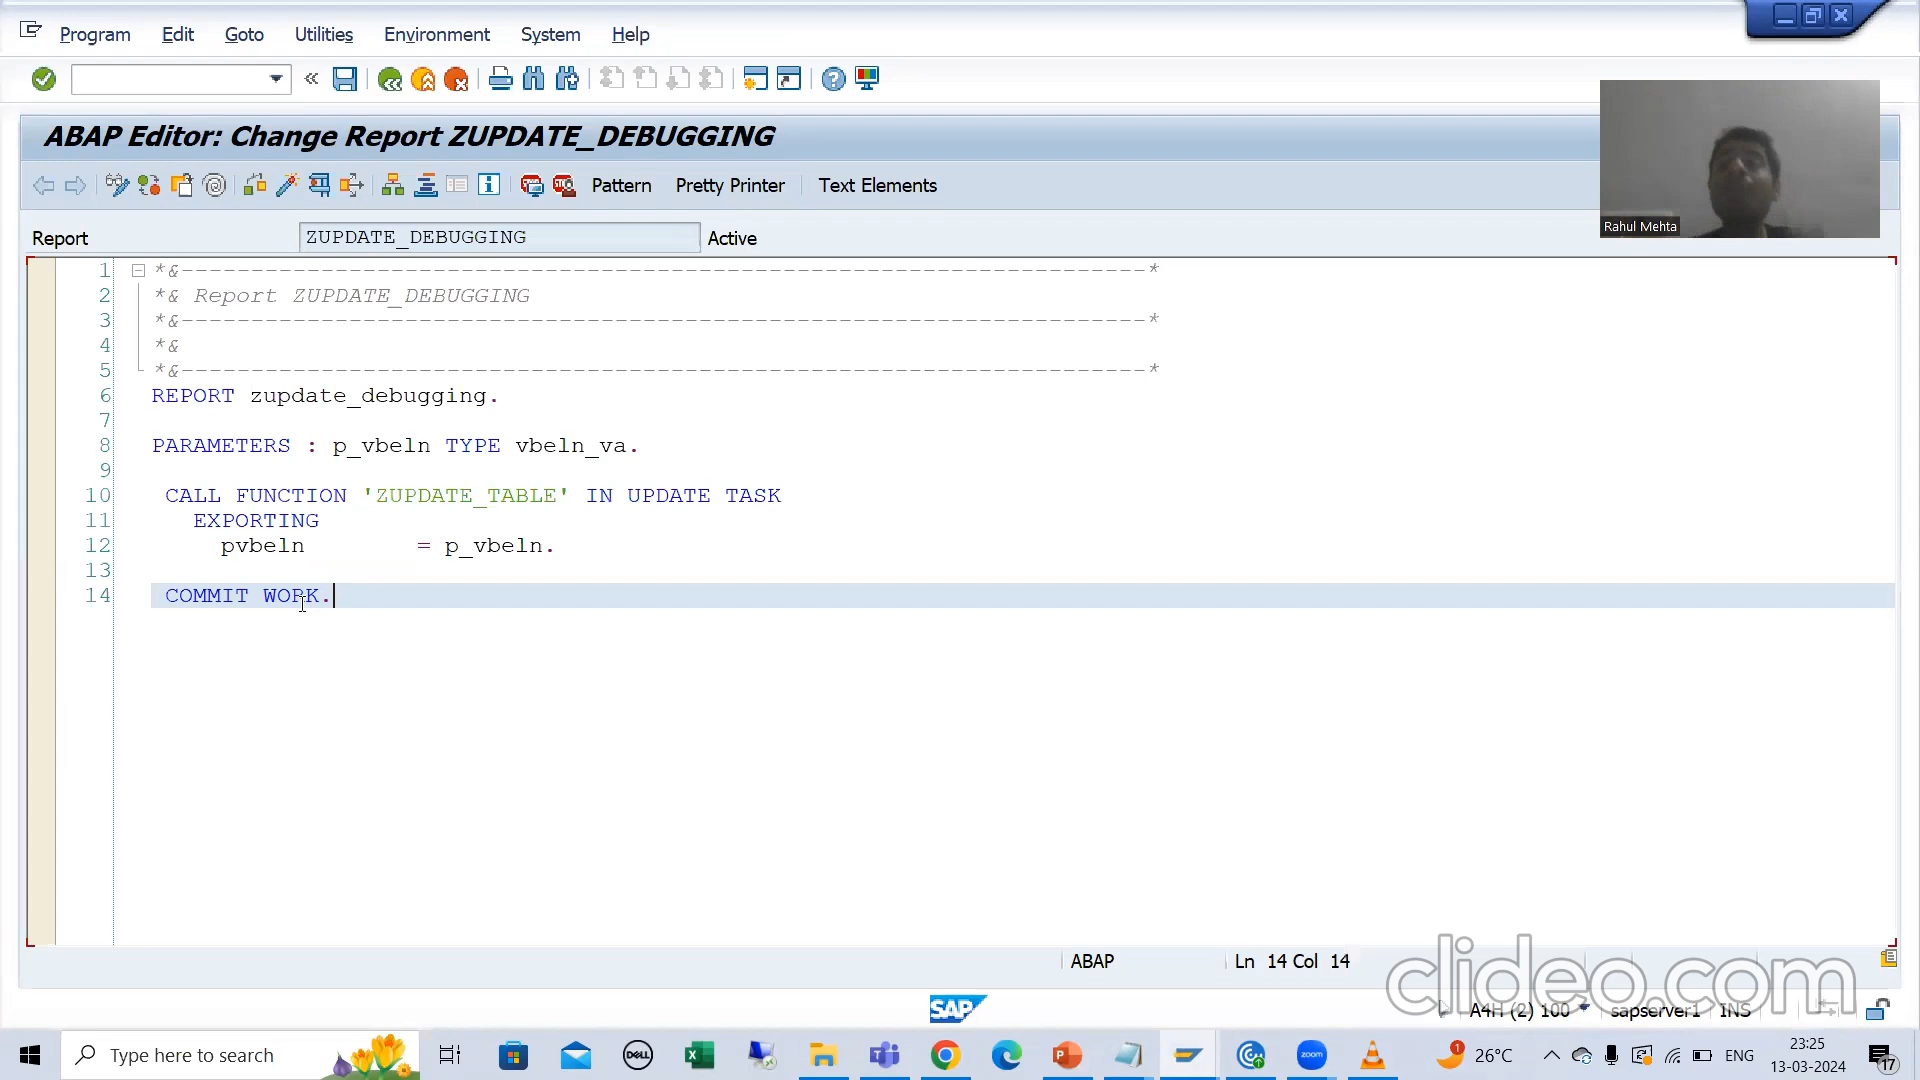 Program Edit Goto Utilities Environment System Help
ABAP Editor: Change Report ZUPDATE_DEBUGGING
Pattern Pretty Printer Text Elements
Rahul Mehta
Report ZUPDATE_DEBUGGING Active
1 *&---------------------------------------------------------------------*
2 *& Report ZUPDATE_DEBUGGING
3 *&---------------------------------------------------------------------*
4 *&
5 *&---------------------------------------------------------------------*
6 REPORT zupdate_debugging.
7
8 PARAMETERS : p_vbeln TYPE vbeln_va.
9
10 CALL FUNCTION 'ZUPDATE_TABLE' IN UPDATE TASK
11 EXPORTING
12 pvbeln = p_vbeln.
13
14 COMMIT WORK.
ABAP Ln 14 Col 14
clideo.com
SAP
A4H (2) 100 sapserver1 INS
Type here to search
DELL
zoom
1
26°C
ENG
23:25
13-03-2024
17